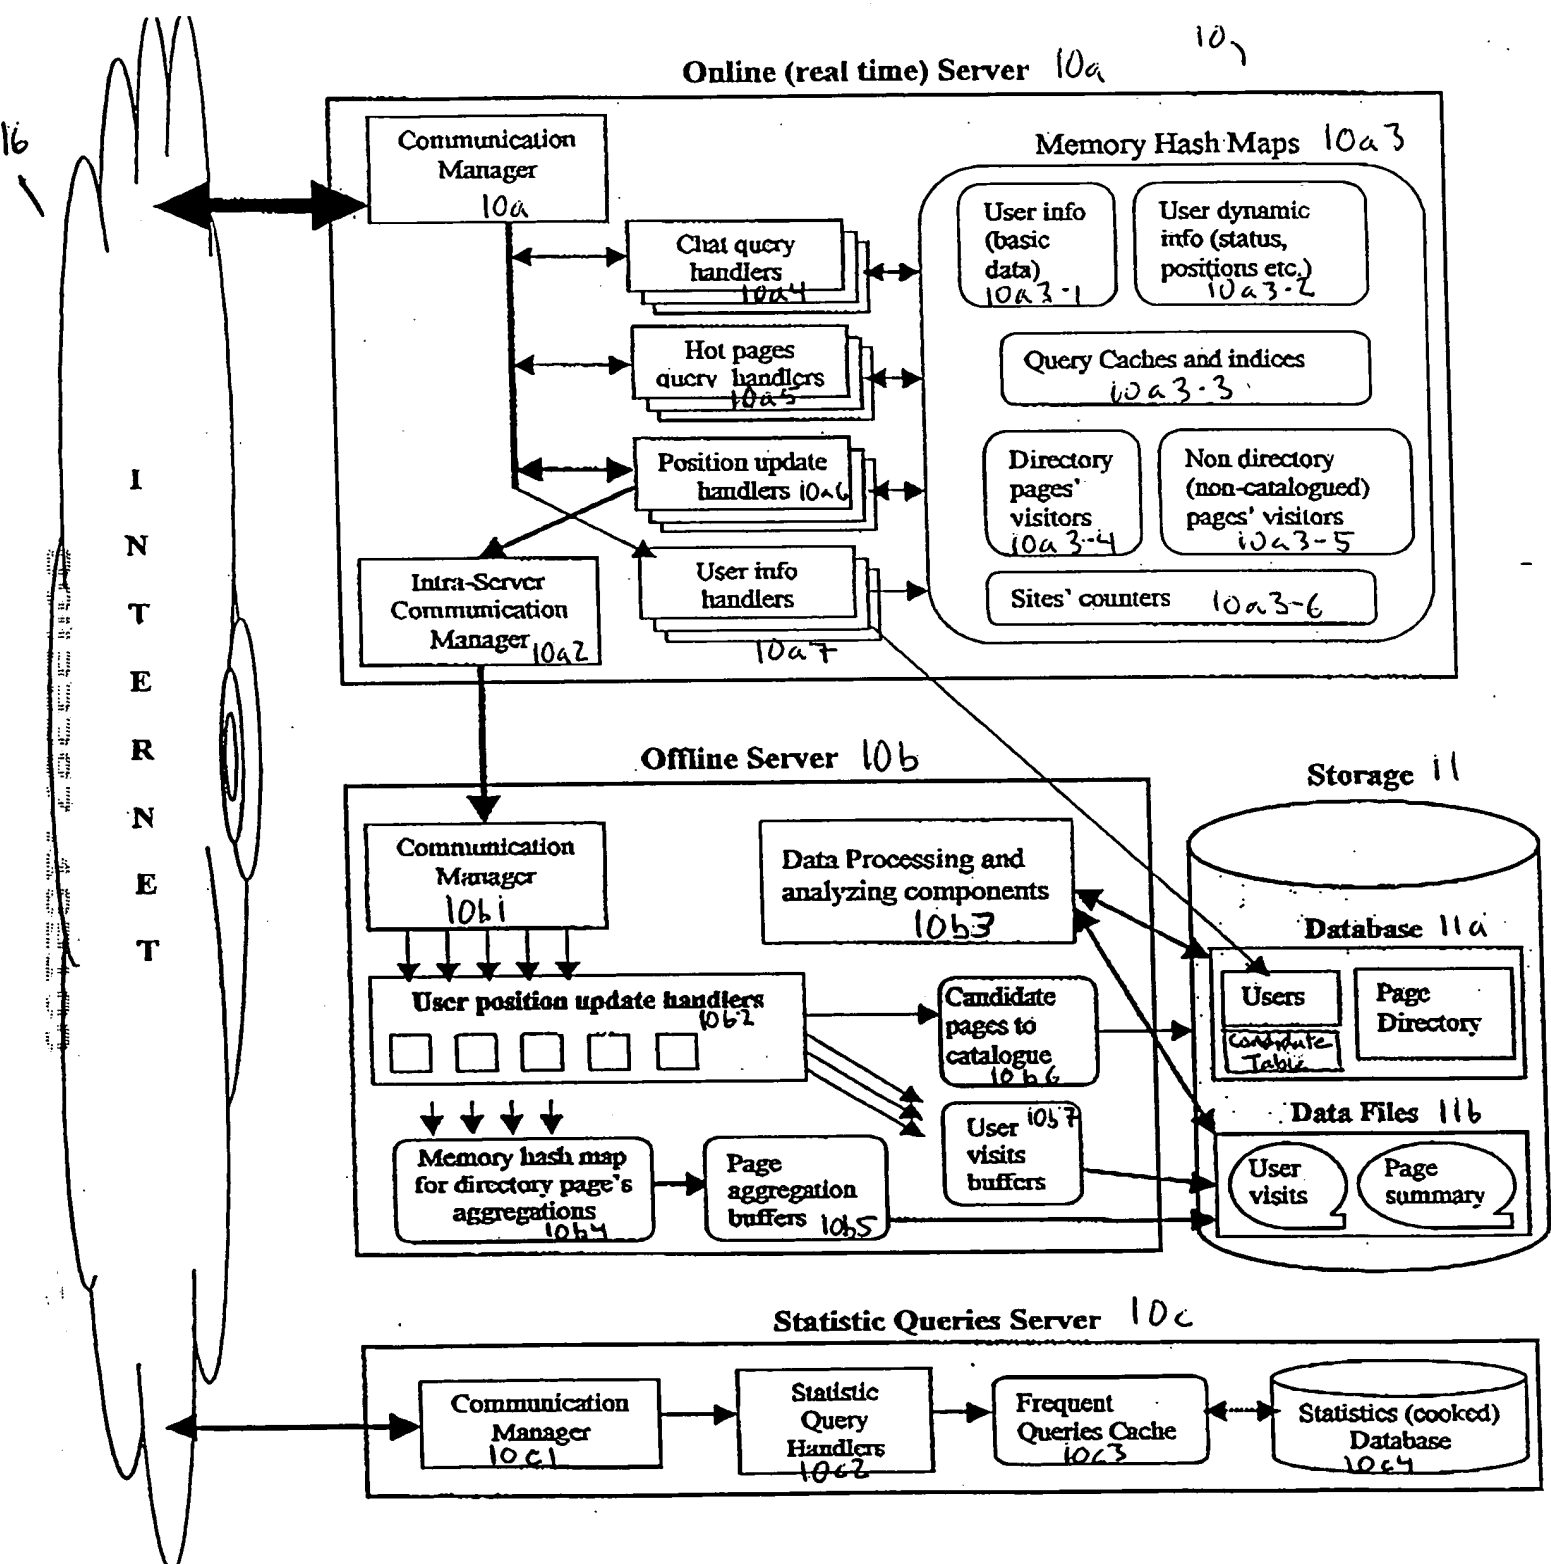 10
Online (real time) Server 10a
16
Communication
Manager
10a
Memory Hash Maps 10a3
User info
(basic
data)
10a3-1
User dynamic
info (status,
positions etc.)
10a3-2
Chat query
handlers
10a4
Hot pages
query handlers
10a5
Query Caches and indices
10a3-3
Position update
handlers 10a6
Directory
pages'
visitors
10a3-4
Non directory
(non-catalogued)
pages' visitors
10a3-5
Intra-Server
Communication
Manager 10a2
User info
handlers
10a7
Sites' counters 10a3-6
I
N
T
E
R
N
E
T
Offline Server 10b
Storage 11
Communication
Manager
10b1
Data Processing and
analyzing components
10b3
Database 11a
Users
Candidate
Table
Page
Directory
User position update handlers
10b2
Candidate
pages to
catalogue
10b6
Data Files 11b
User
visits
Page
summary
User 10b7
visits
buffers
Memory hash map
for directory page's
aggregations
10b4
Page
aggregation
buffers 10b5
Statistic Queries Server 10c
Communication
Manager
10c1
Statistic
Query
Handlers
10c2
Frequent
Queries Cache
10c3
Statistics (cooked)
Database
10c4